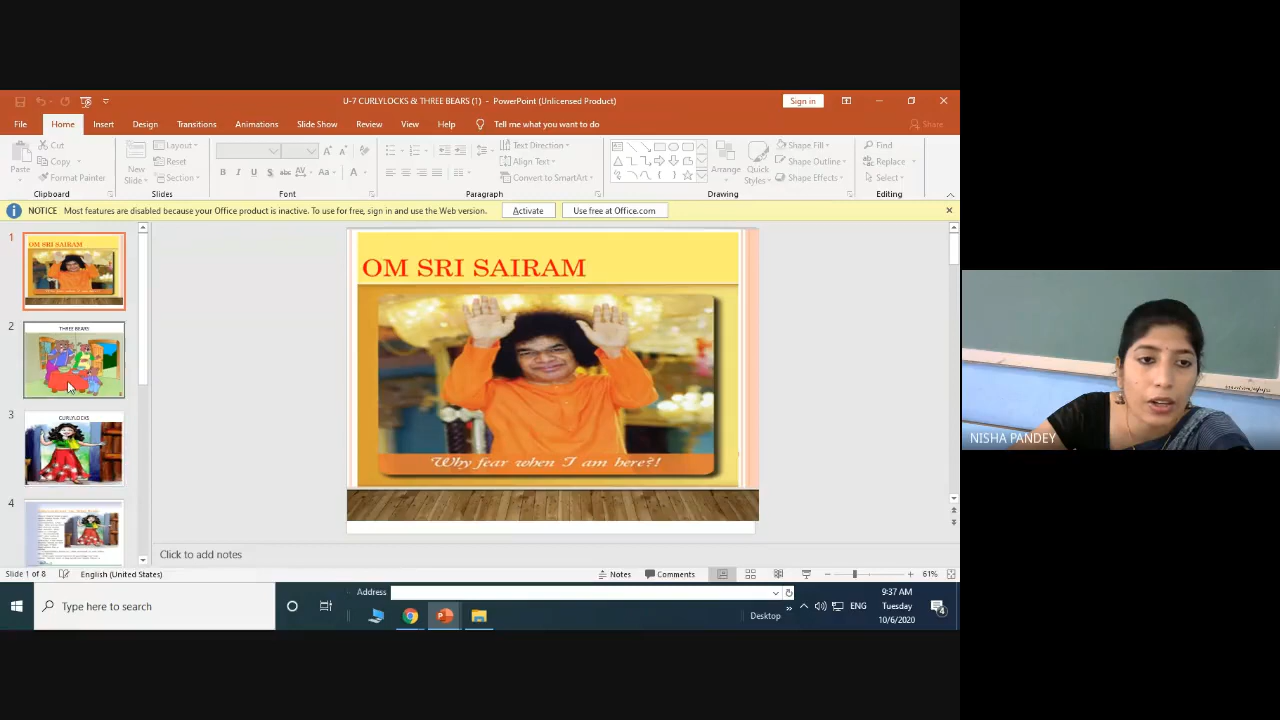 U-7 CURLYLOCKS & THREE BEARS (1) - PowerPoint (Unlicensed Product)
Sign in
File Home Insert Design Transitions Animations Slide Show Review View Help Tell me what you want to do Share
Paste Cut Copy Format Painter
New Slide Layout Reset Section
Text Direction Align Text Convert to SmartArt
Arrange Quick Styles Shape Fill Shape Outline Shape Effects
Find Replace Select
Clipboard Slides Font Paragraph Drawing Editing
NOTICE Most features are disabled because your Office product is inactive. To use for free, sign in and use the Web version. Activate Use free at Office.com
1
OM SRI SAIRAM
2
THREE BEARS
3
CURLYLOCKS
4
OM SRI SAIRAM
Why fear when I am here?!
NISHA PANDEY
Click to add notes
Slide 1 of 8 English (United States) Notes Comments 61%
Type here to search
Address
Desktop
ENG
9:37 AM
Tuesday
10/6/2020
4